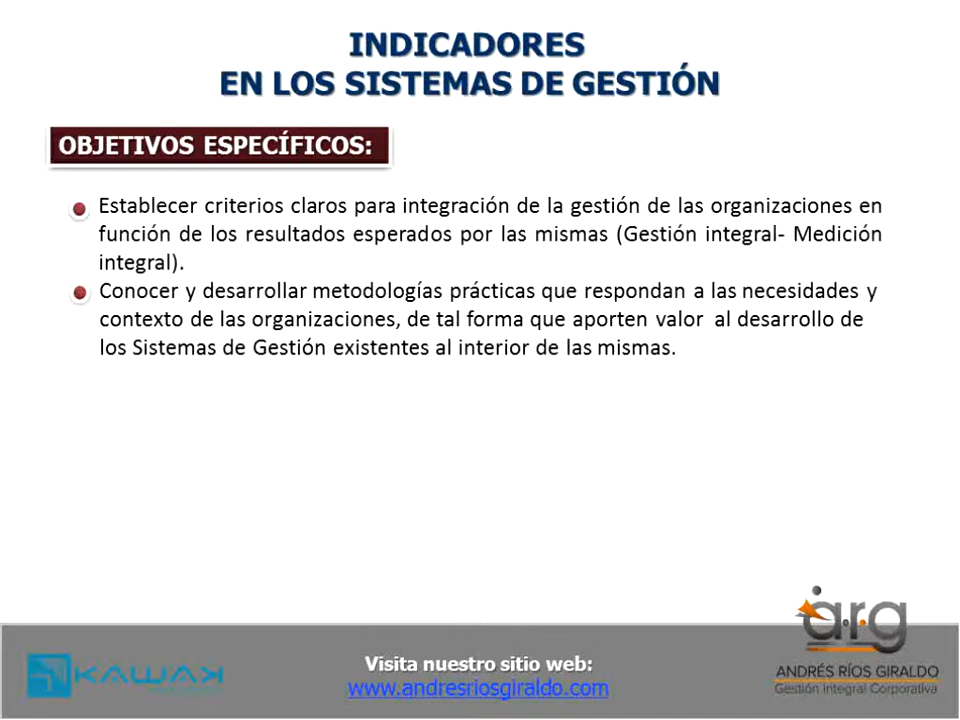 INDICADORES
EN LOS SISTEMAS DE GESTIÓN
OBJETIVOS ESPECÍFICOS:
Establecer criterios claros para integración de la gestión de las organizaciones en
función de los resultados esperados por las mismas (Gestión integral- Medición
integral).
Conocer y desarrollar metodologías prácticas que respondan a las necesidades y
contexto de las organizaciones, de tal forma que aporten valor al desarrollo de
los Sistemas de Gestión existentes al interior de las mismas.
KAWAK
Visita nuestro sitio web:
www.andresriosgiraldo.com
a.r.g
ANDRÉS RÍOS GIRALDO
Gestión Integral Corporativa